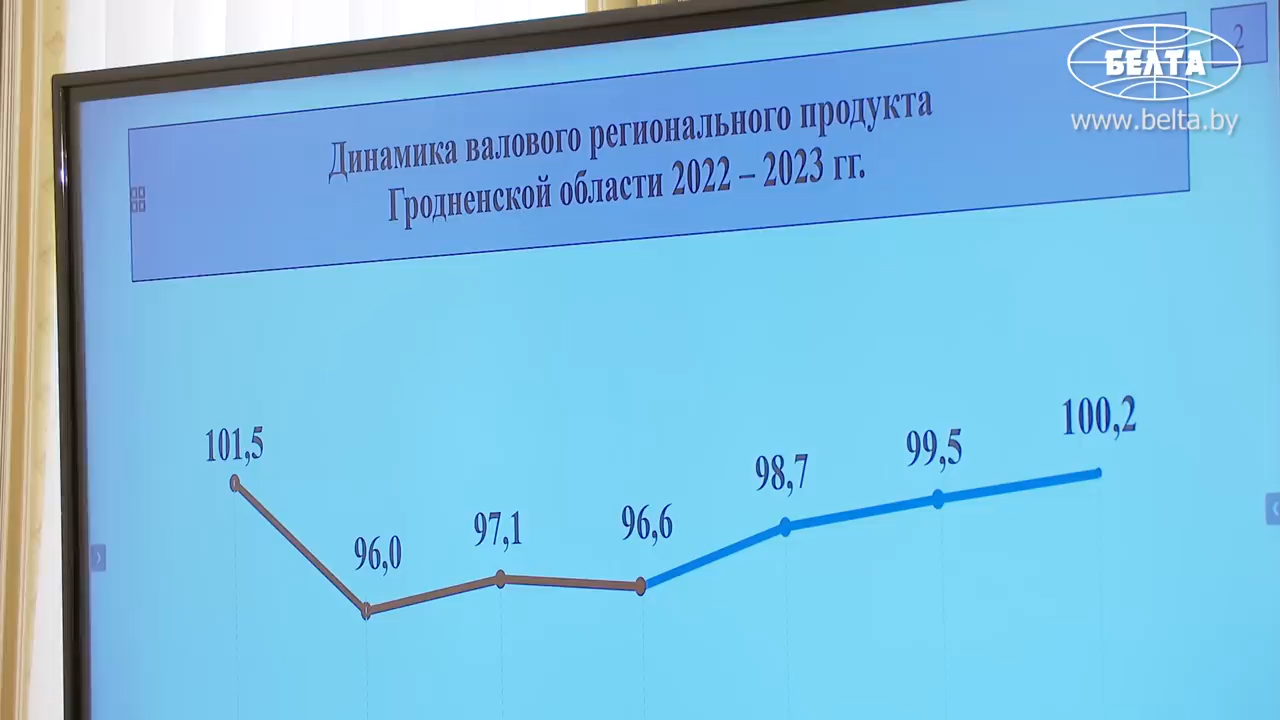 2
БЕЛТА
www.belta.by
Динамика валового регионального продукта
Гродненской области 2022 – 2023 гг.
101,5
96,0
97,1
96,6
98,7
99,5
100,2